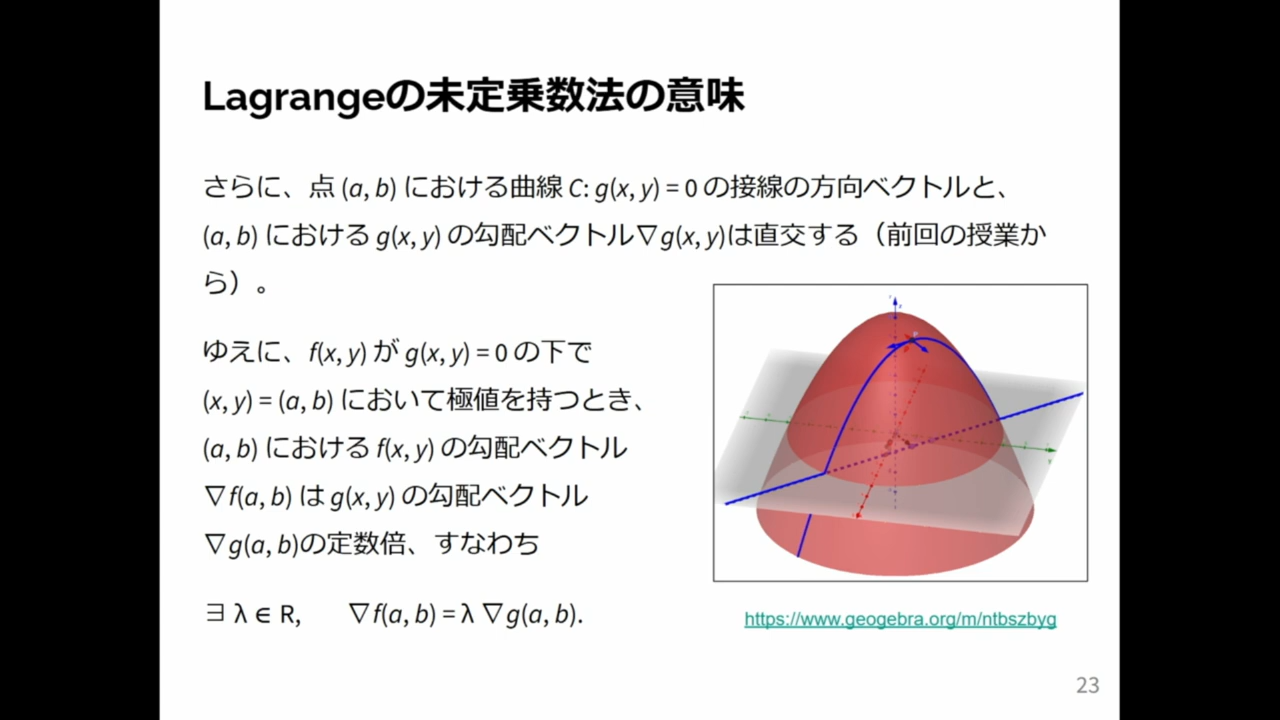 Lagrangeの未定乗数法の意味
さらに、点 (a, b) における曲線 C: g(x, y) = 0 の接線の方向ベクトルと、
(a, b) における g(x, y) の勾配ベクトル∇g(x, y)は直交する（前回の授業か
ら）。
ゆえに、f(x, y) が g(x, y) = 0 の下で
(x, y) = (a, b) において極値を持つとき、
(a, b) における f(x, y) の勾配ベクトル
∇f(a, b) は g(x, y) の勾配ベクトル
∇g(a, b)の定数倍、すなわち
∃ λ ∈ R, ∇f(a, b) = λ ∇g(a, b).
https://www.geogebra.org/m/ntbszbyg
23